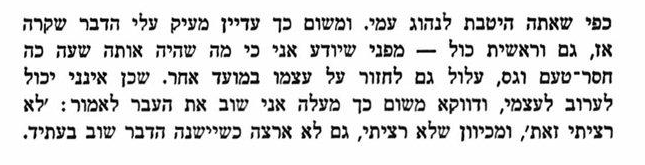 כפי שאתה היטבת לנהוג עמי. ומשום כך עדיין מעיק עלי הדבר שקרה
אז, גם וראשית כול — מפני שיודע אני כי מה שהיה אותה שעה כה
חסר־טעם וגס, עלול גם לחזור על עצמו במועד אחר. שכן אינני יכול
לערוב לעצמי, ודווקא משום כך מעלה אני שוב את העבר לאמור: ׳לא
רציתי זאת׳, ומכיוון שלא רציתי, גם לא ארצה כשיישנה הדבר שוב בעתיד.